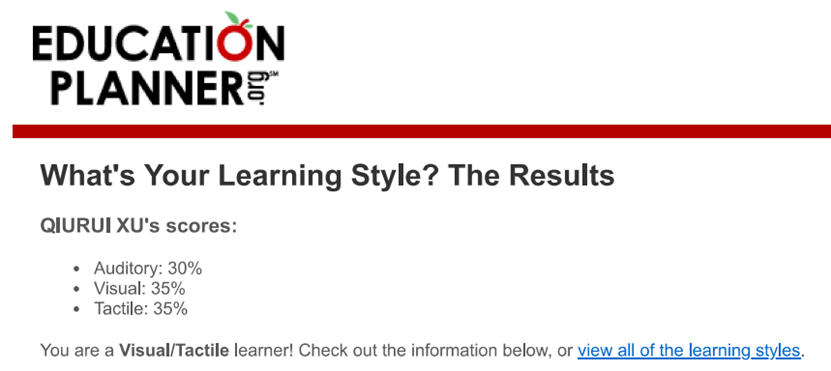 EDUCATION
PLANNER.org℠
What's Your Learning Style? The Results
QIURUI XU's scores:
• Auditory: 30%
• Visual: 35%
• Tactile: 35%
You are a Visual/Tactile learner! Check out the information below, or view all of the learning styles.